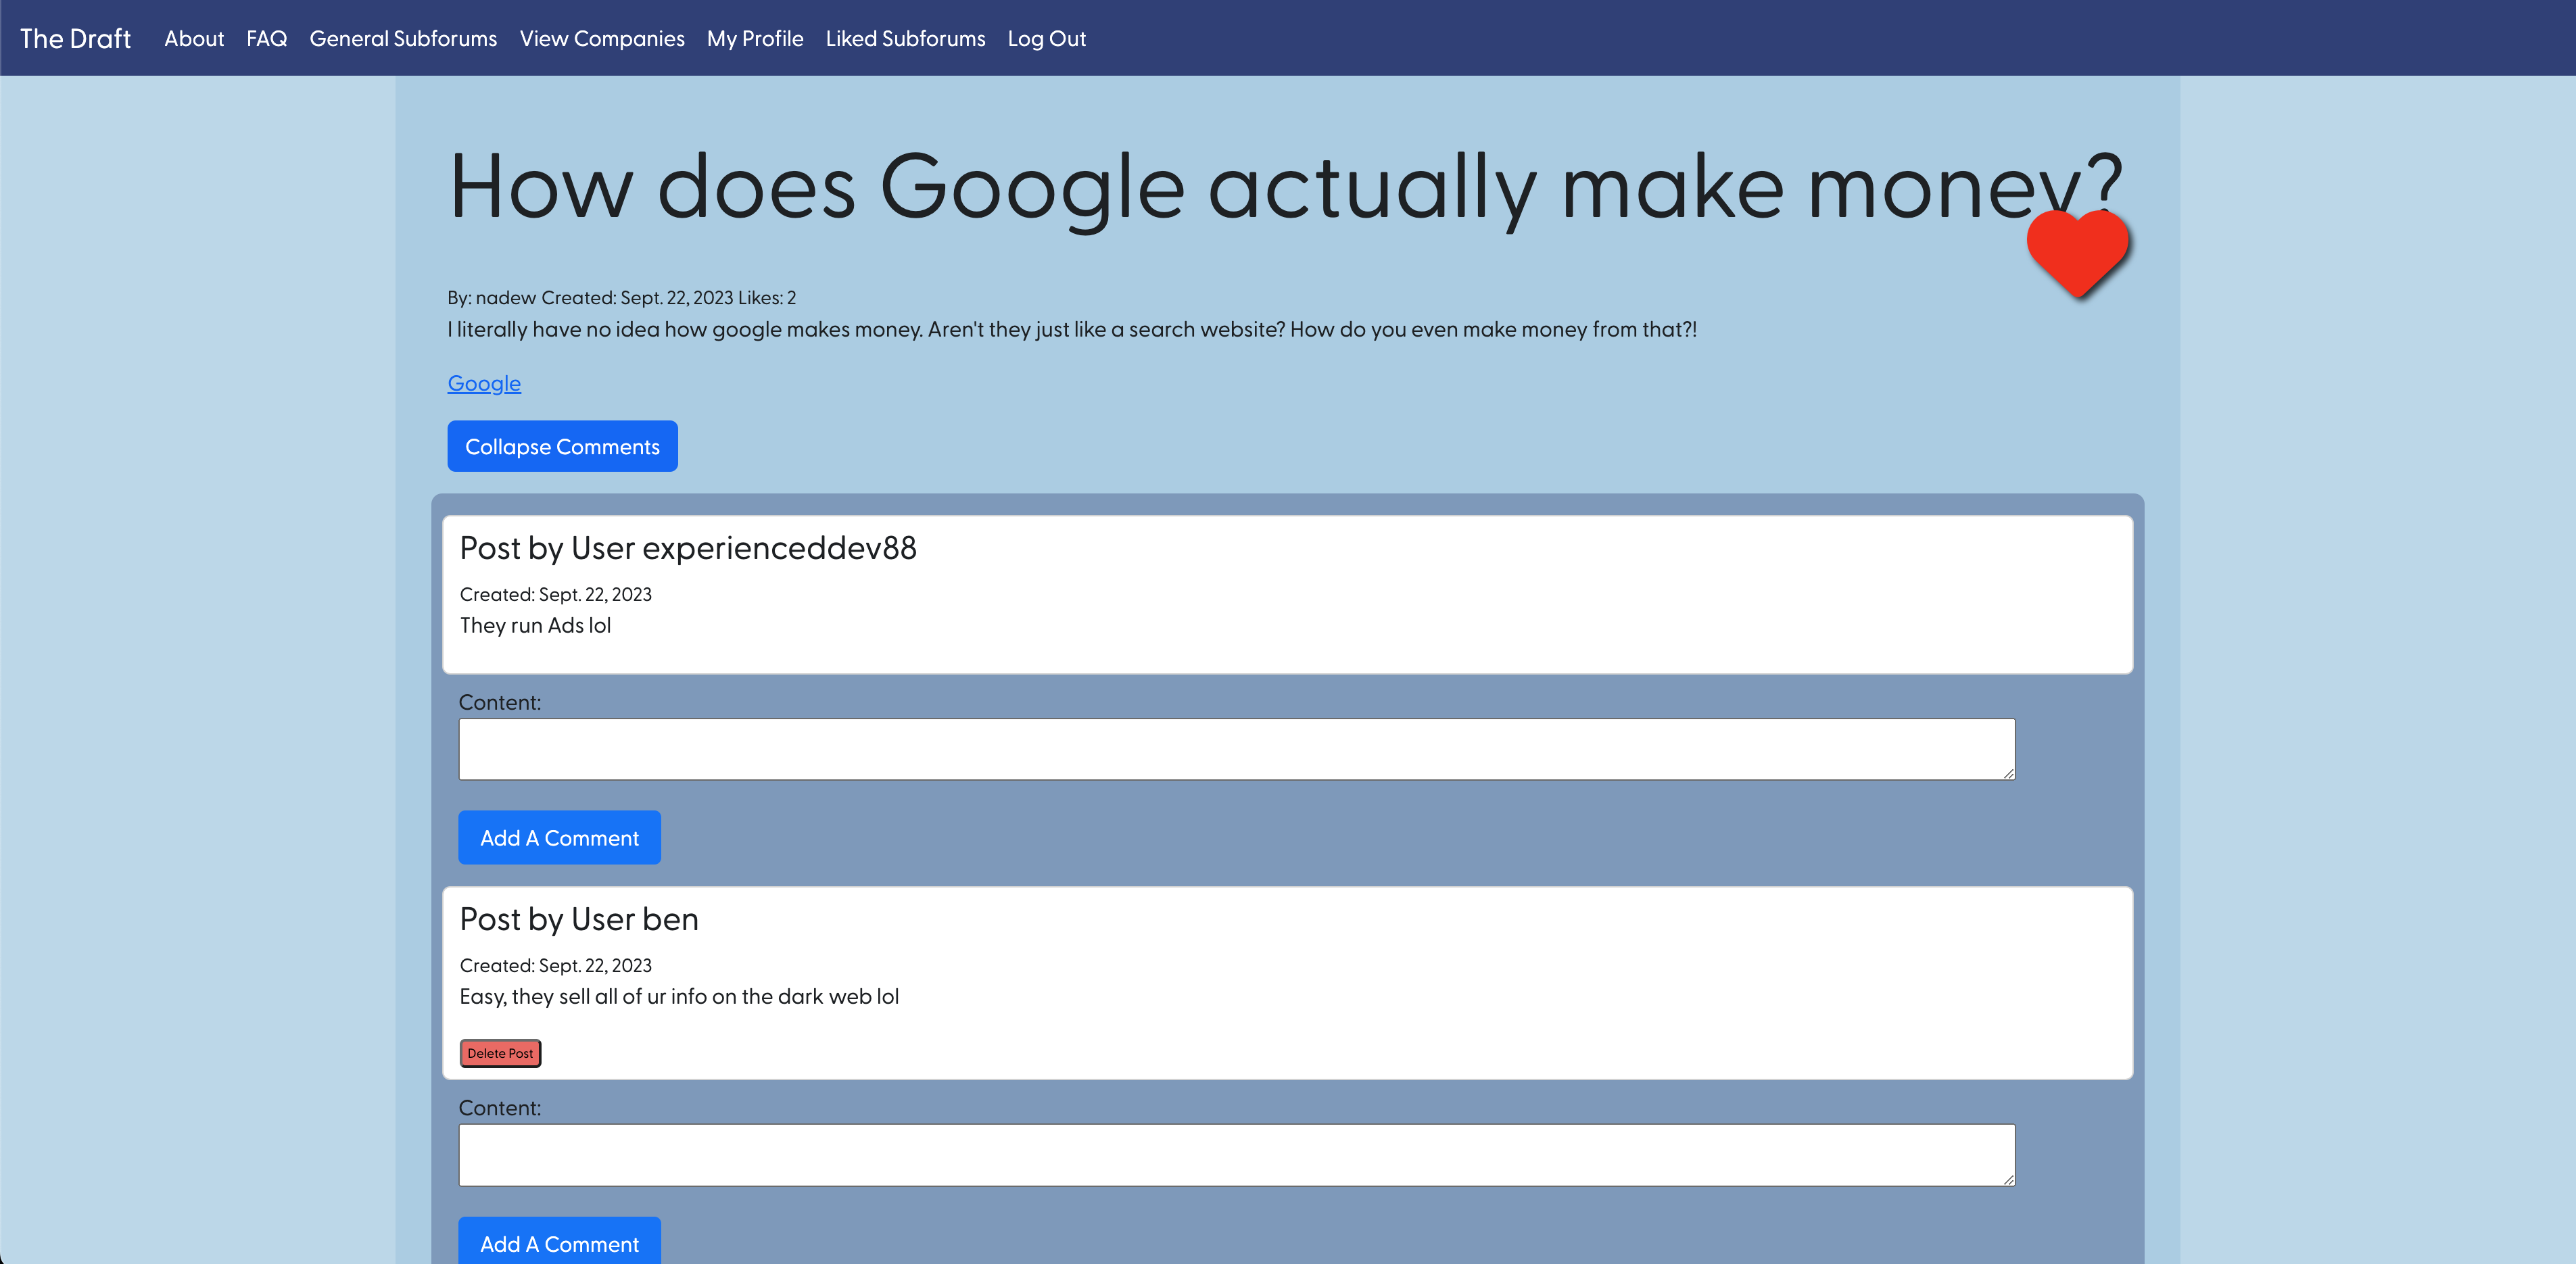 The Draft About FAQ General Subforums View Companies My Profile Liked Subforums Log Out
How does Google actually make money?
By: nadew Created: Sept. 22, 2023 Likes: 2
I literally have no idea how google makes money. Aren't they just like a search website? How do you even make money from that?!
Google
Collapse Comments
Post by User experienceddev88
Created: Sept. 22, 2023
They run Ads lol
Content:
Add A Comment
Post by User ben
Created: Sept. 22, 2023
Easy, they sell all of ur info on the dark web lol
Delete Post
Content:
Add A Comment